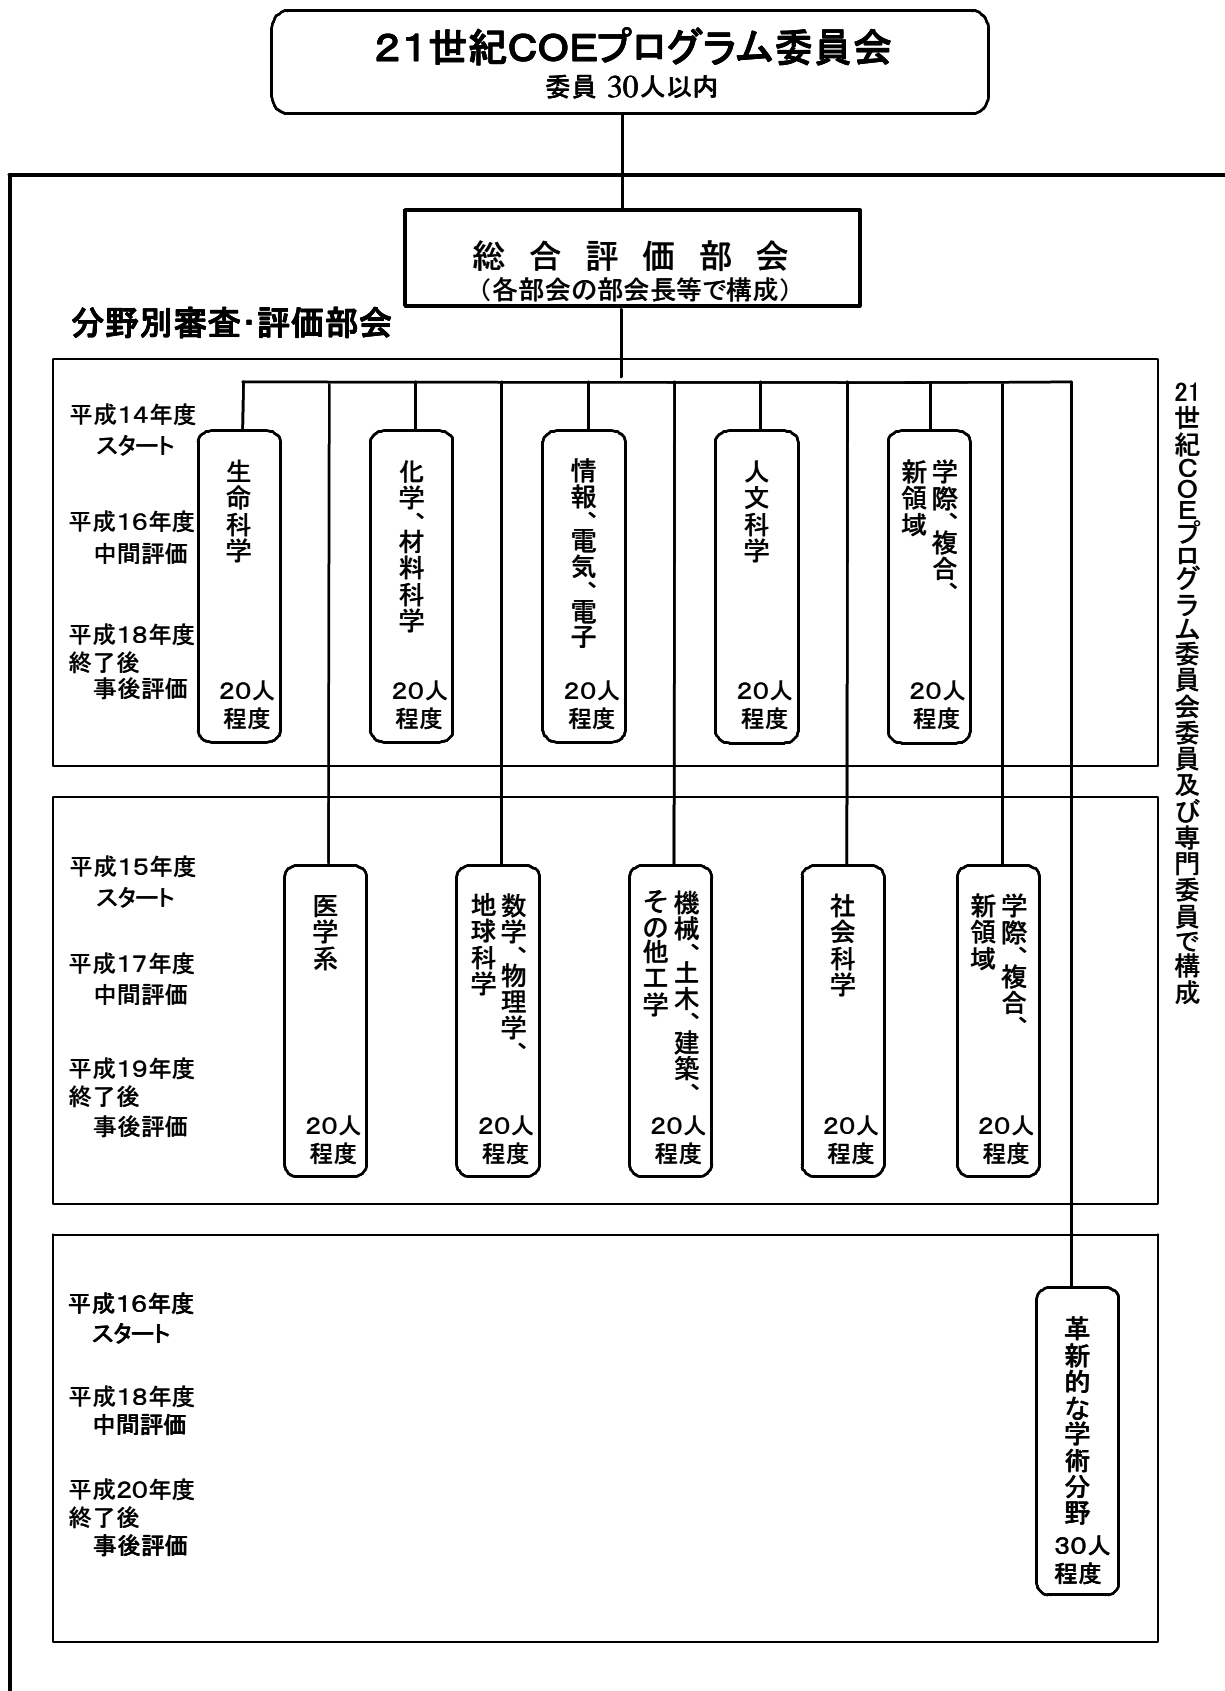 21世紀COEプログラム委員会
委員 30人以内
総合評価部会
（各部会の部会長等で構成）
分野別審査・評価部会
平成14年度
スタート
平成16年度
中間評価
平成18年度
終了後
事後評価
生命科学
20人
程度
化学、材料科学
20人
程度
情報、電気、電子
20人
程度
人文科学
20人
程度
学際、複合、
新領域
20人
程度
平成15年度
スタート
平成17年度
中間評価
平成19年度
終了後
事後評価
医学系
20人
程度
数学、物理学、
地球科学
20人
程度
機械、土木、建築、
その他工学
20人
程度
社会科学
20人
程度
学際、複合、
新領域
20人
程度
平成16年度
スタート
平成18年度
中間評価
平成20年度
終了後
事後評価
革新的な学術分野
30人
程度
21世紀COEプログラム委員会委員及び専門委員で構成